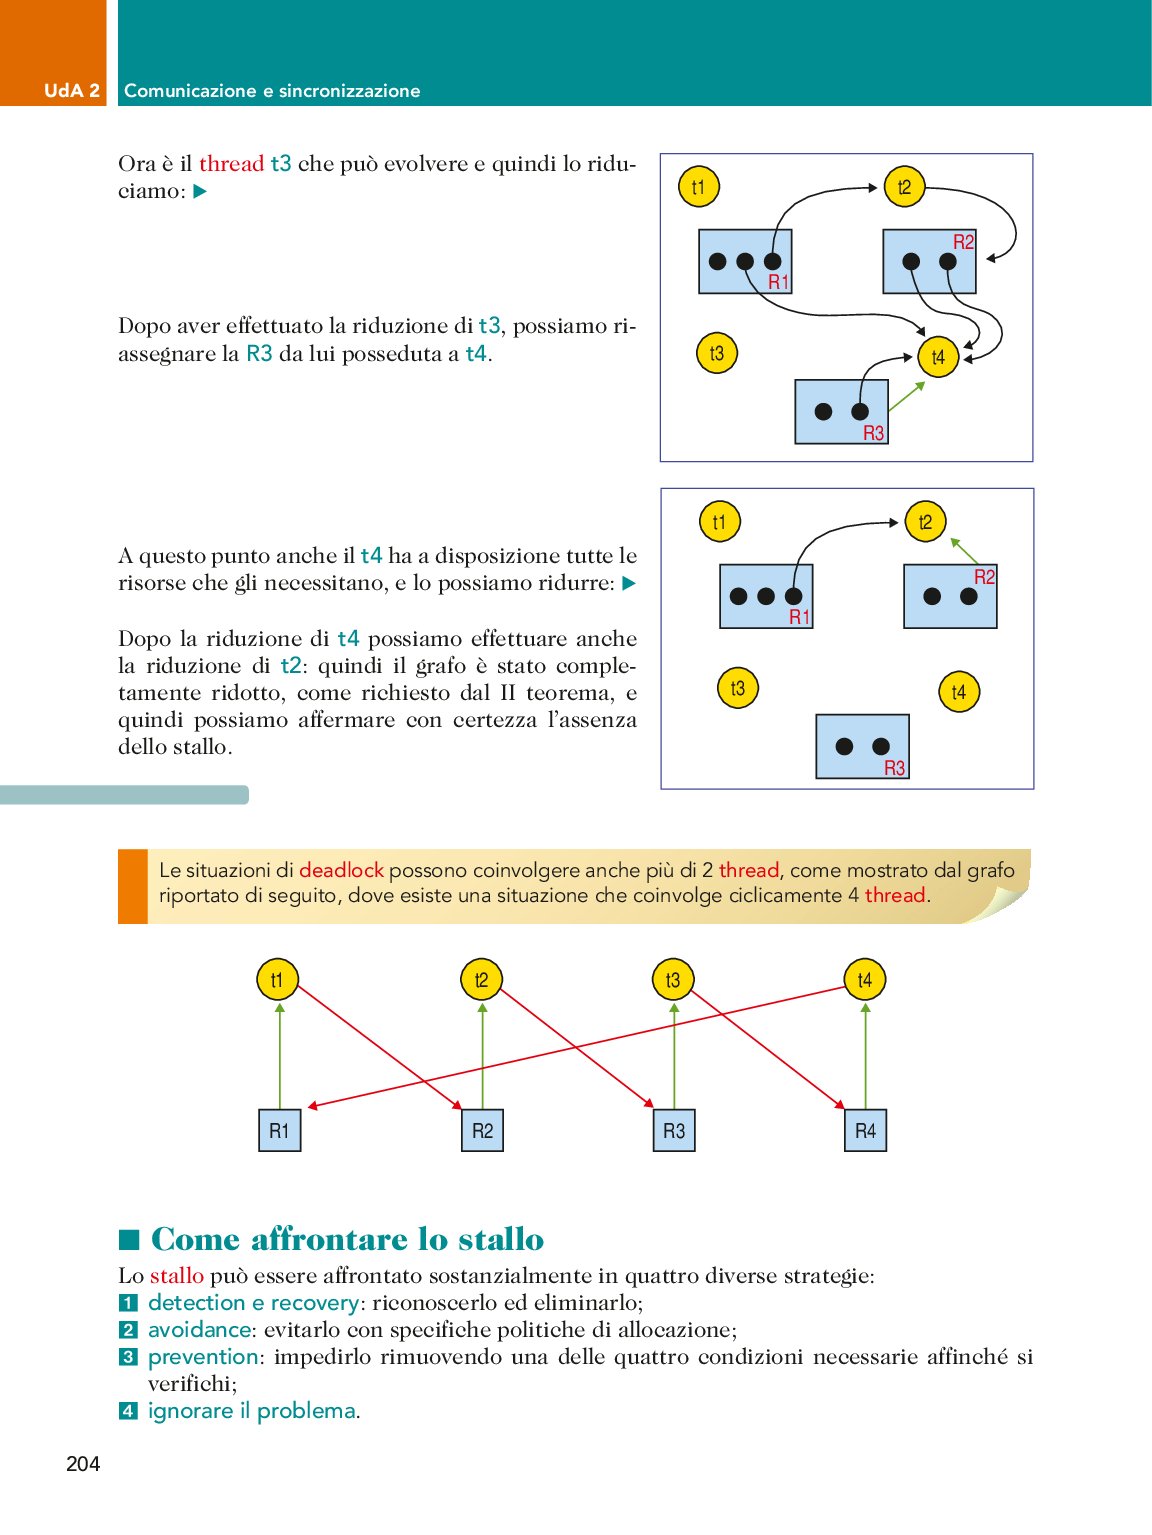 UdA 2 Comunicazione e sincronizzazione
Ora è il thread t3 che può evolvere e quindi lo ridu-
ciamo:
Dopo aver effettuato la riduzione di t3, possiamo ri-
assegnare la R3 da lui posseduta a t4.
t1
t2
R1
R2
t3
t4
R3
A questo punto anche il t4 ha a disposizione tutte le
risorse che gli necessitano, e lo possiamo ridurre:
Dopo la riduzione di t4 possiamo effettuare anche
la riduzione di t2: quindi il grafo è stato comple-
tamente ridotto, come richiesto dal II teorema, e
quindi possiamo affermare con certezza l'assenza
dello stallo.
t1
t2
R1
R2
t3
t4
R3
Le situazioni di deadlock possono coinvolgere anche più di 2 thread, come mostrato dal grafo
riportato di seguito, dove esiste una situazione che coinvolge ciclicamente 4 thread.
t1 t2 t3 t4
R1 R2 R3 R4
Come affrontare lo stallo
Lo stallo può essere affrontato sostanzialmente in quattro diverse strategie:
1 detection e recovery: riconoscerlo ed eliminarlo;
2 avoidance: evitarlo con specifiche politiche di allocazione;
3 prevention: impedirlo rimuovendo una delle quattro condizioni necessarie affinché si
verifichi;
4 ignorare il problema.
204